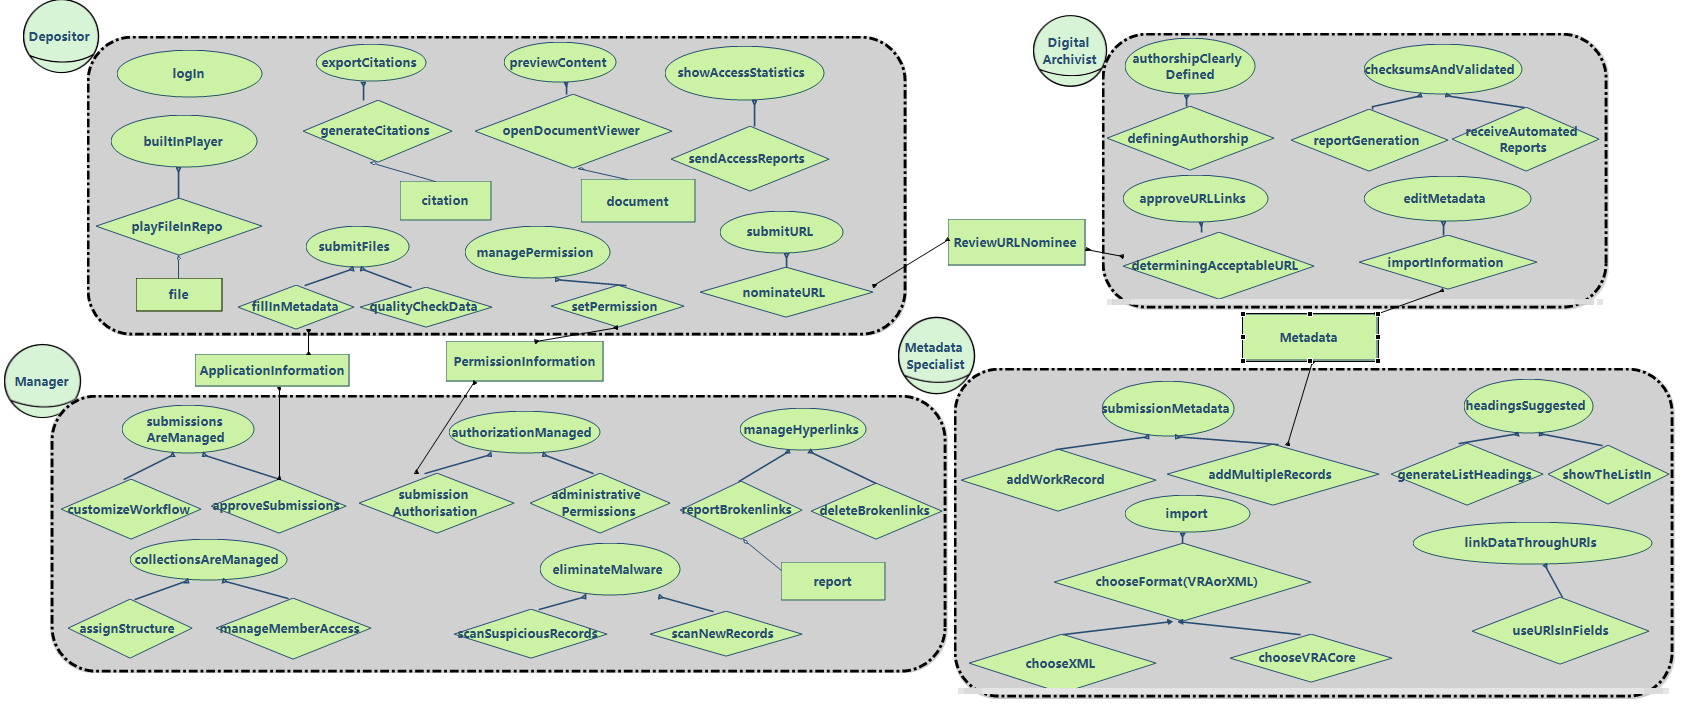 Depositor
logIn
exportCitations
previewContent
showAccessStatistics
builtInPlayer
generateCitations
openDocumentViewer
sendAccessReports
citation
document
playFileInRepo
submitFiles
managePermission
submitURL
file
fillInMetadata
qualityCheckData
setPermission
nominateURL
ReviewURLNominee
Digital
Archivist
authorshipClearly
Defined
checksumsAndValidated
definingAuthorship
reportGeneration
receiveAutomated
Reports
approveURLLinks
editMetadata
determiningAcceptableURL
importInformation
Manager
ApplicationInformation
PermissionInformation
Metadata
Specialist
Metadata
submissions
AreManaged
authorizationManaged
manageHyperlinks
customizeWorkflow
approveSubmissions
submission
Authorisation
administrative
Permissions
reportBrokenlinks
deleteBrokenlinks
collectionsAreManaged
eliminateMalware
report
assignStructure
manageMemberAccess
scanSuspiciousRecords
scanNewRecords
submissionMetadata
headingsSuggested
addWorkRecord
addMultipleRecords
generateListHeadings
showTheListIn
import
linkDataThroughURls
chooseFormat(VRAorXML)
useURlsInFields
chooseXML
chooseVRACore